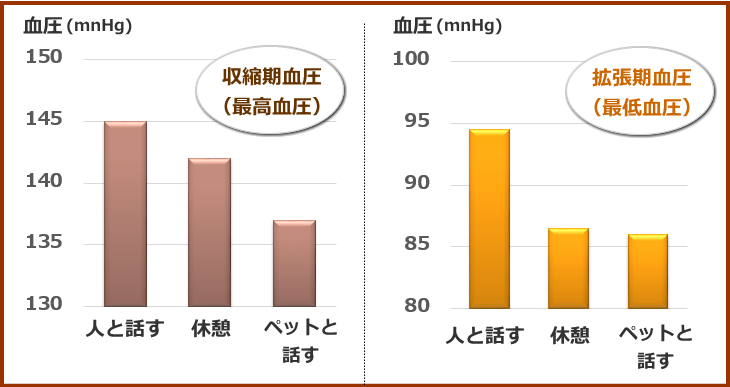 血圧 (mnHg)
150
145
140
135
130
収縮期血圧
（最高血圧）
人と話す
休憩
ペットと
話す
血圧 (mnHg)
100
95
90
85
80
拡張期血圧
（最低血圧）
人と話す
休憩
ペットと
話す